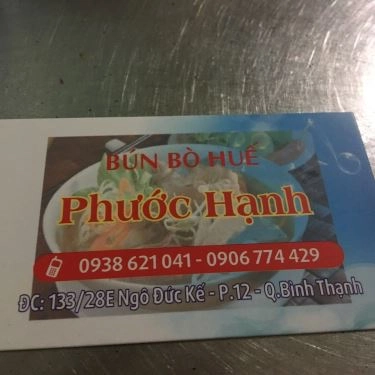 BÚN BÒ HUẾ
Phước Hạnh
0938 621 041 - 0906 774 429
ĐC: 133/28E Ngô Đức Kế - P.12 - Q.Bình Thạnh